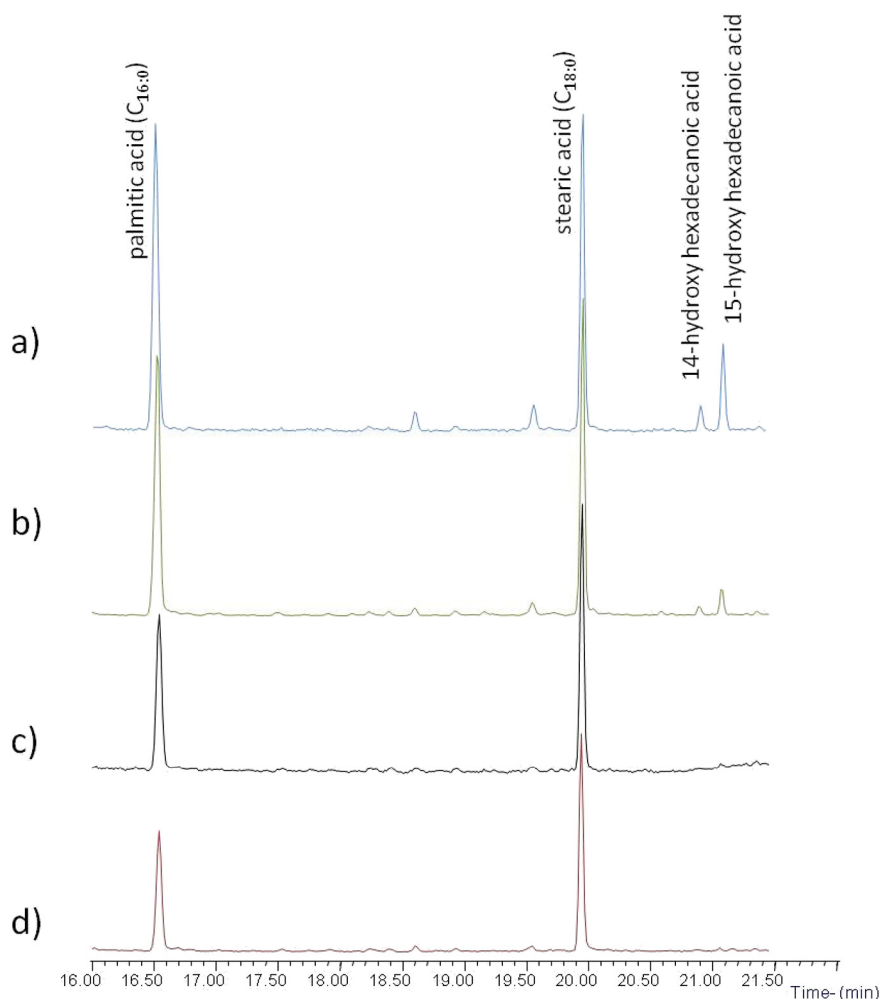 palmitic acid (C16:0)
stearic acid (C18:0)
14-hydroxy hexadecanoic acid
15-hydroxy hexadecanoic acid
a)
b)
c)
d)
16.00 16.50 17.00 17.50 18.00 18.50 19.00 19.50 20.00 20.50 21.00 21.50
Time- (min)